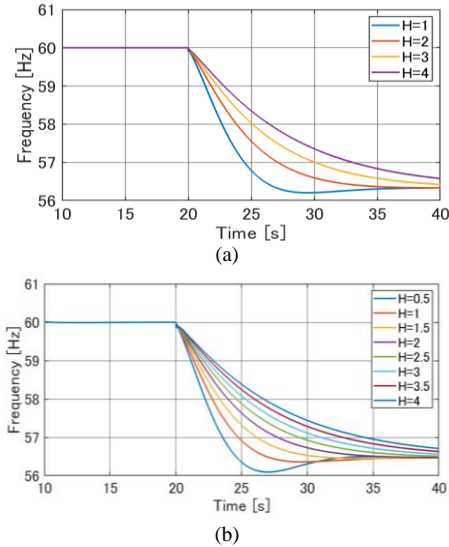 61
60
59
58
57
56
10 15 20 25 30 35 40
Frequency [Hz]
Time [s]
H=1
H=2
H=3
H=4
(a)
61
60
59
58
57
56
10 15 20 25 30 35 40
Frequency [Hz]
Time [s]
H=0.5
H=1
H=1.5
H=2
H=2.5
H=3
H=3.5
H=4
(b)